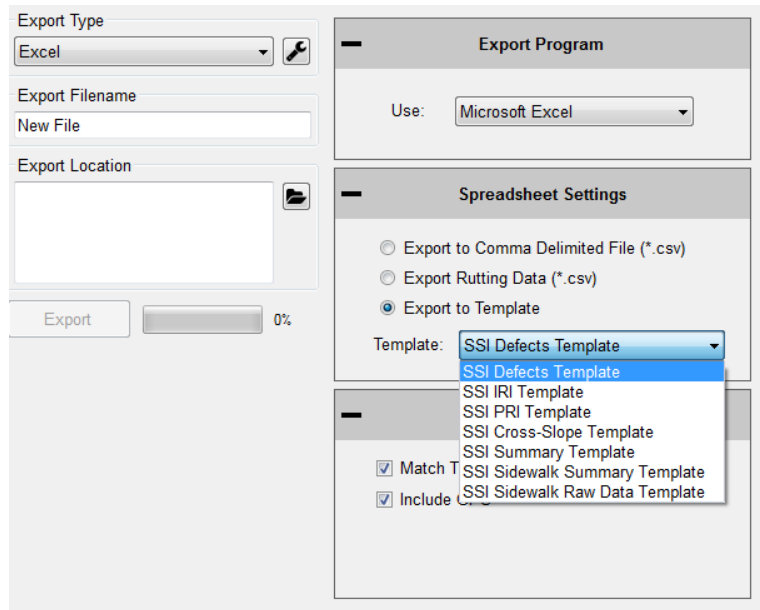 Export Type
Excel
Export Filename
New File
Export Location
Export
0%
Export Program
Use: Microsoft Excel
Spreadsheet Settings
Export to Comma Delimited File (*.csv)
Export Rutting Data (*.csv)
Export to Template
Template: SSI Defects Template
SSI Defects Template
SSI IRI Template
SSI PRI Template
SSI Cross-Slope Template
SSI Summary Template
SSI Sidewalk Summary Template
SSI Sidewalk Raw Data Template
Match
Include